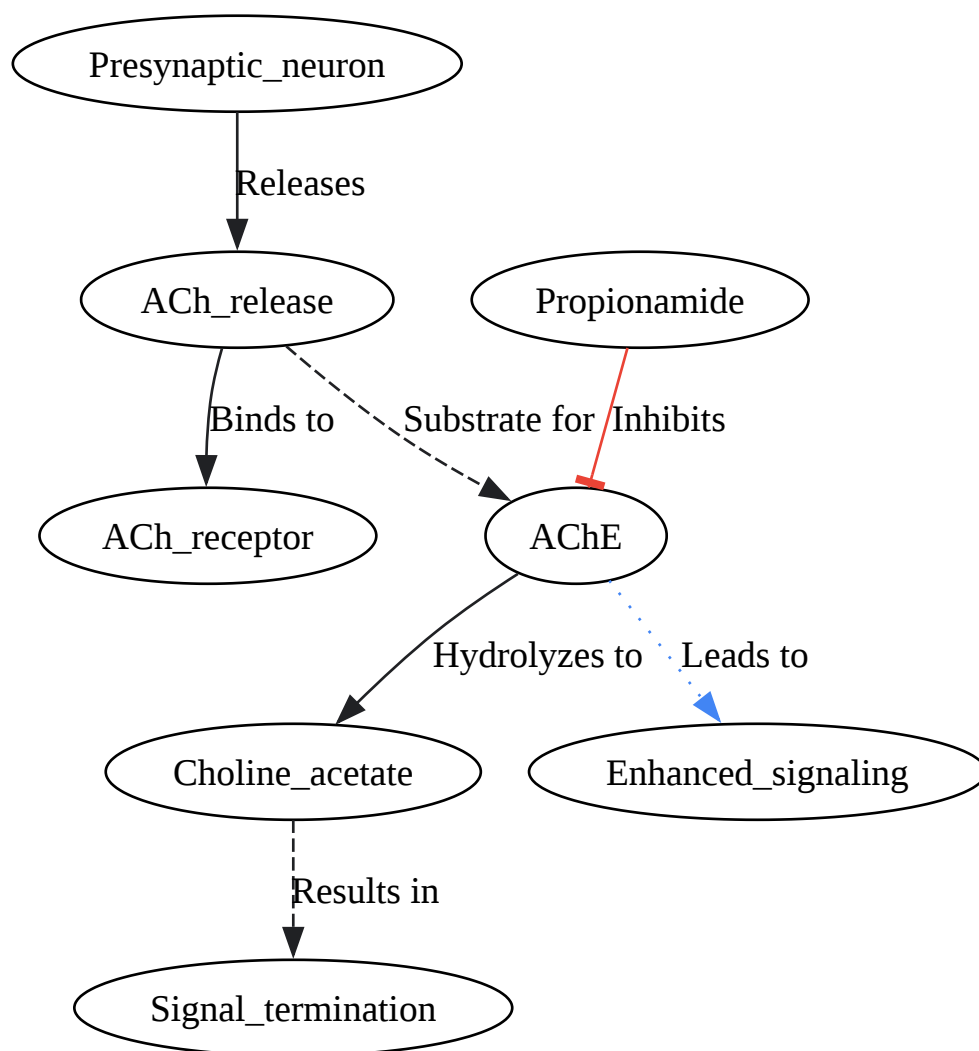 Presynaptic_neuron
Releases
ACh_release
Propionamide
Binds to
Substrate for
Inhibits
ACh_receptor
AChE
Hydrolyzes to
Leads to
Choline_acetate
Enhanced_signaling
Results in
Signal_termination